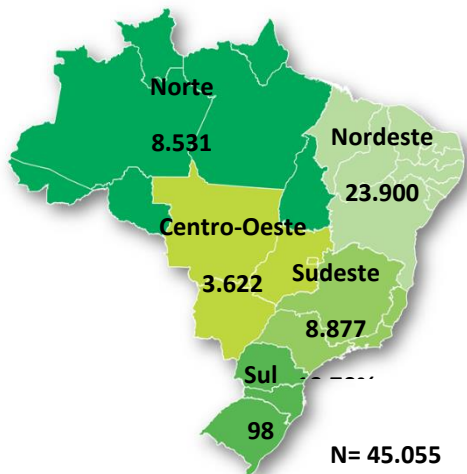 Norte
8.531
Nordeste
23.900
Centro-Oeste
3.622
Sudeste
8.877
Sul
98
N= 45.055